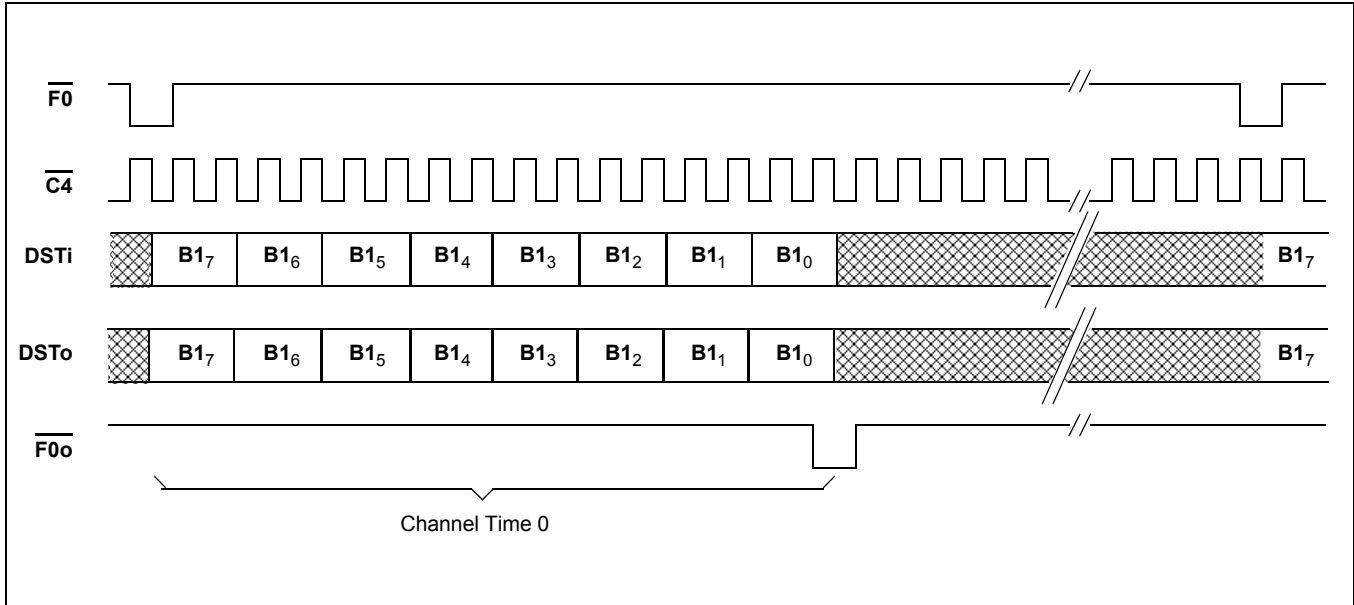 F0
C4
DSTi B1₇ B1₆ B1₅ B1₄ B1₃ B1₂ B1₁ B1₀ B1₇
DSTo B1₇ B1₆ B1₅ B1₄ B1₃ B1₂ B1₁ B1₀ B1₇
F0o
Channel Time 0